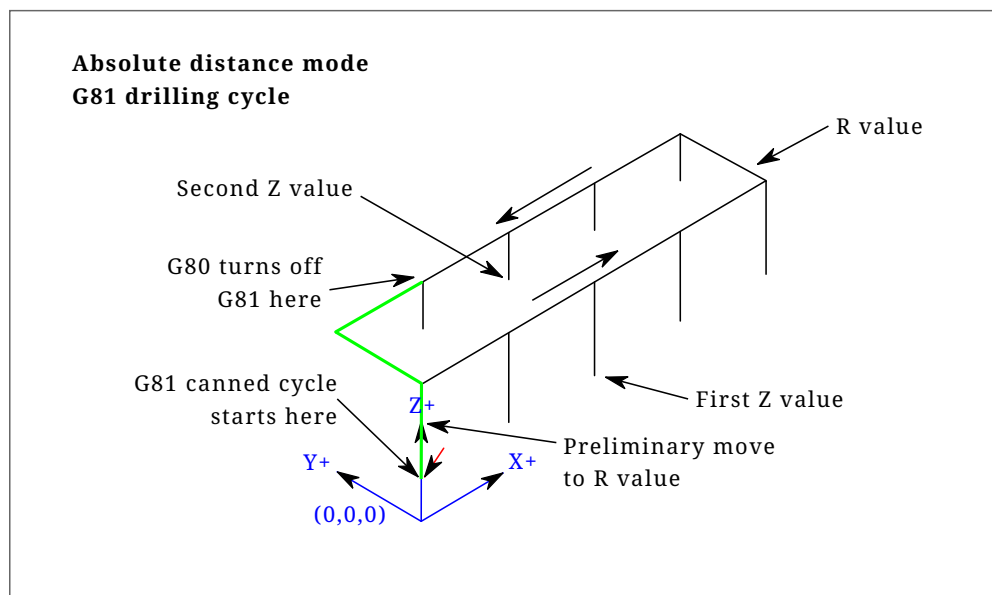 Absolute distance mode
G81 drilling cycle
R value
Second Z value
G80 turns off
G81 here
G81 canned cycle
starts here
Z+
First Z value
Preliminary move
to R value
Y+
X+
(0,0,0)